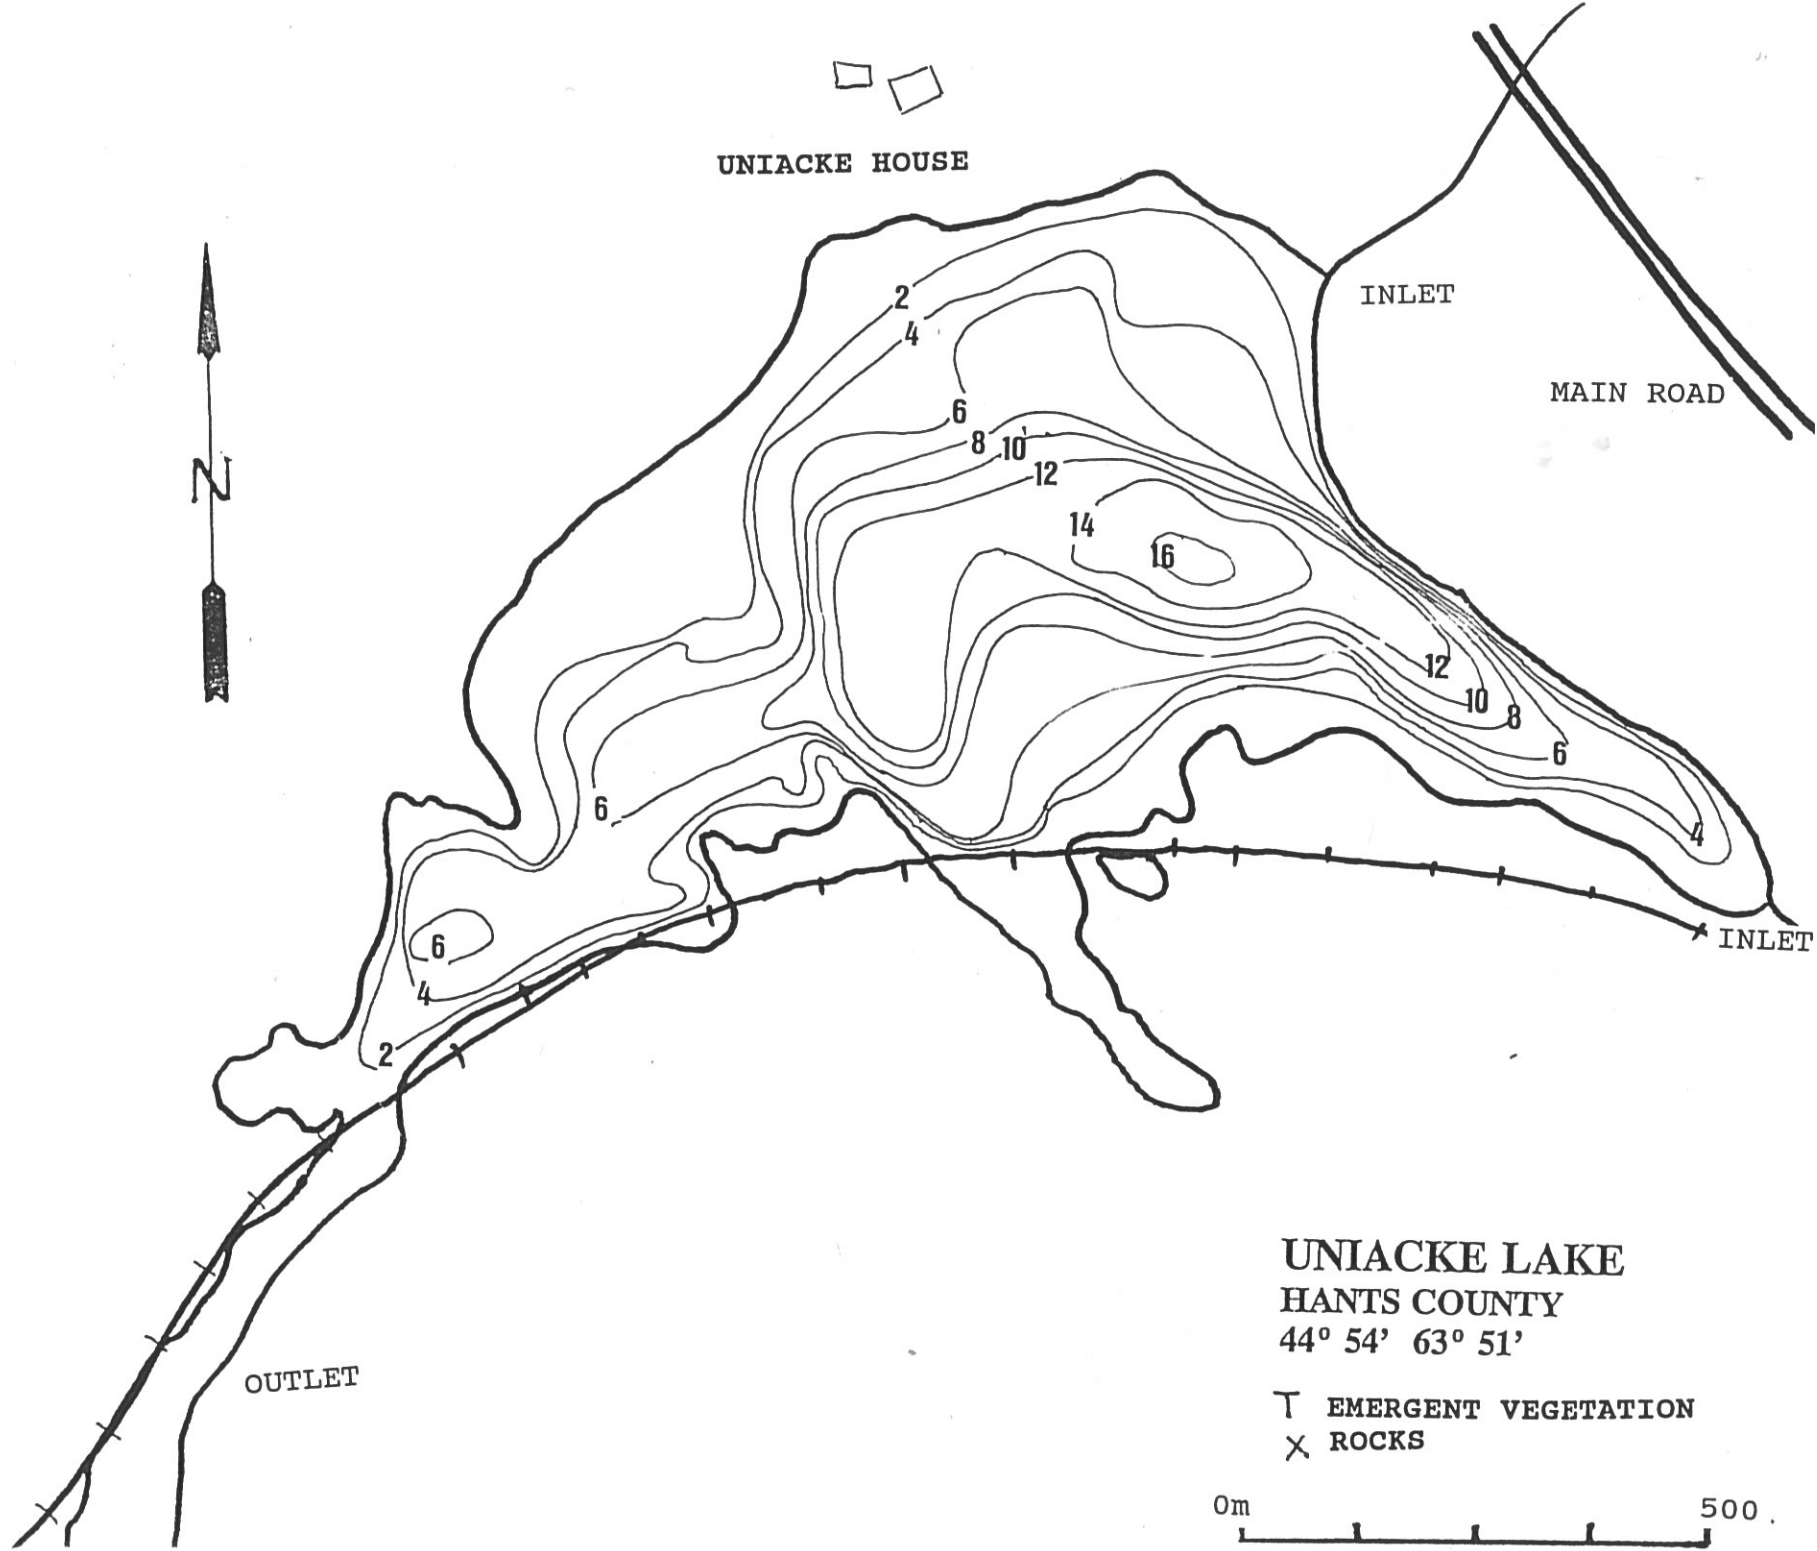 UNIACKE HOUSE
INLET
MAIN ROAD
N
2
4
6
8
10
12
14
16
12
10
8
6
4
6
6
4
2
INLET
OUTLET
UNIACKE LAKE
HANTS COUNTY
44° 54' 63° 51'
T EMERGENT VEGETATION
X ROCKS
0m 500